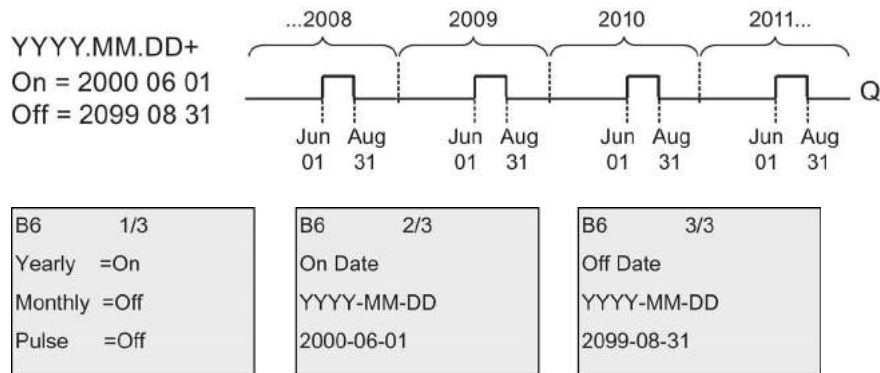 ...2008 2009 2010 2011...
YYYY.MM.DD+
On = 2000 06 01
Off = 2099 08 31
Q
Jun Aug Jun Aug Jun Aug Jun Aug
01 31 01 31 01 31 01 31
B6 1/3
Yearly =On
Monthly =Off
Pulse =Off
B6 2/3
On Date
YYYY-MM-DD
2000-06-01
B6 3/3
Off Date
YYYY-MM-DD
2099-08-31